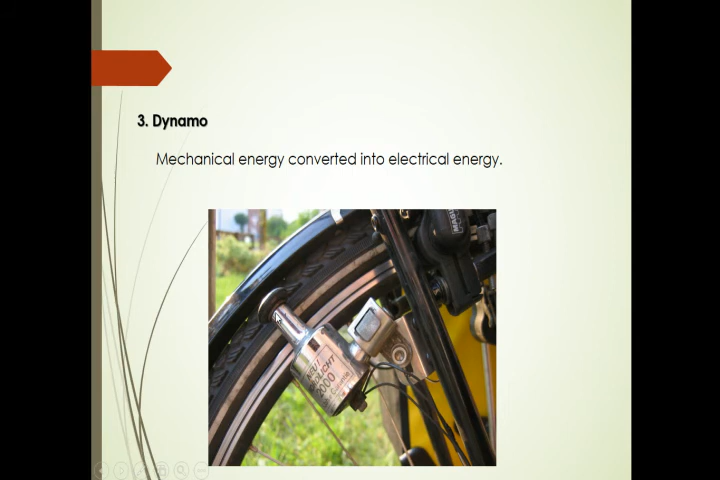 3. Dynamo
Mechanical energy converted into electrical energy.